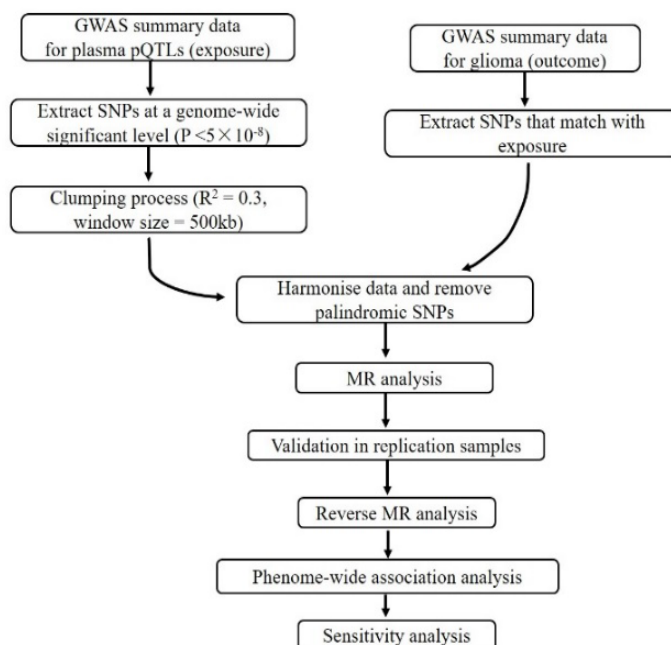 GWAS summary data
for plasma pQTLs (exposure)
GWAS summary data
for glioma (outcome)
Extract SNPs at a genome-wide
significant level (P <5×10⁻⁸)
Extract SNPs that match with
exposure
Clumping process (R² = 0.3,
window size = 500kb)
Harmonise data and remove
palindromic SNPs
MR analysis
Validation in replication samples
Reverse MR analysis
Phenome-wide association analysis
Sensitivity analysis